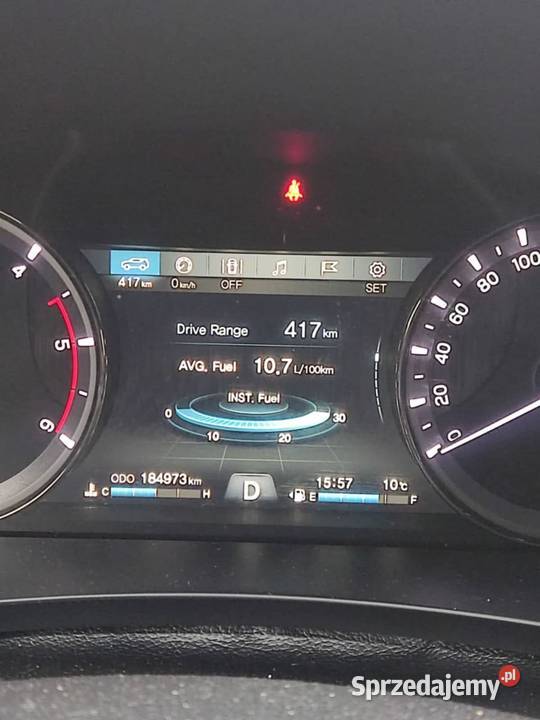 417 km
0 km/h
OFF
SET
Drive Range 417 km
AVG. Fuel 10.7 L/100km
INST. Fuel
0 10 20 30
4
5
6
0
20
40
60
80
100
ODO 184973 km
C H
D
15:57 10°C
E F
Sprzedajemy.pl